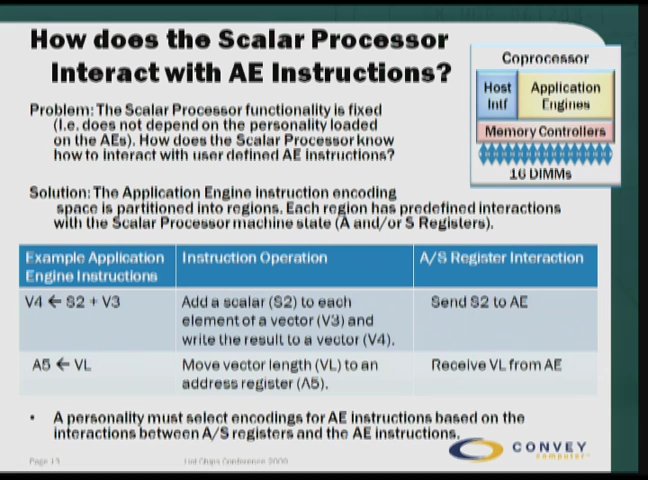 How does the Scalar Processor
Interact with AE Instructions?
Coprocessor
Host
Intf
Application
Engines
Memory Controllers
16 DIMMs
Problem: The Scalar Processor functionality is fixed
(I.e. does not depend on the personality loaded
on the AEs). How does the Scalar Processor know
how to interact with user defined AE instructions?
Solution: The Application Engine instruction encoding
space is partitioned into regions. Each region has predefined interactions
with the Scalar Processor machine state (A and/or S Registers).
Example Application
Engine Instructions
Instruction Operation
A/S Register Interaction
V4 ← S2 + V3
Add a scalar (S2) to each
element of a vector (V3) and
write the result to a vector (V4).
Send S2 to AE
A5 ← VL
Move vector length (VL) to an
address register (A5).
Receive VL from AE
• A personality must select encodings for AE instructions based on the
interactions between A/S registers and the AE instructions.
CONVEY
computer
Page 13
Hot Chips Conference 2009